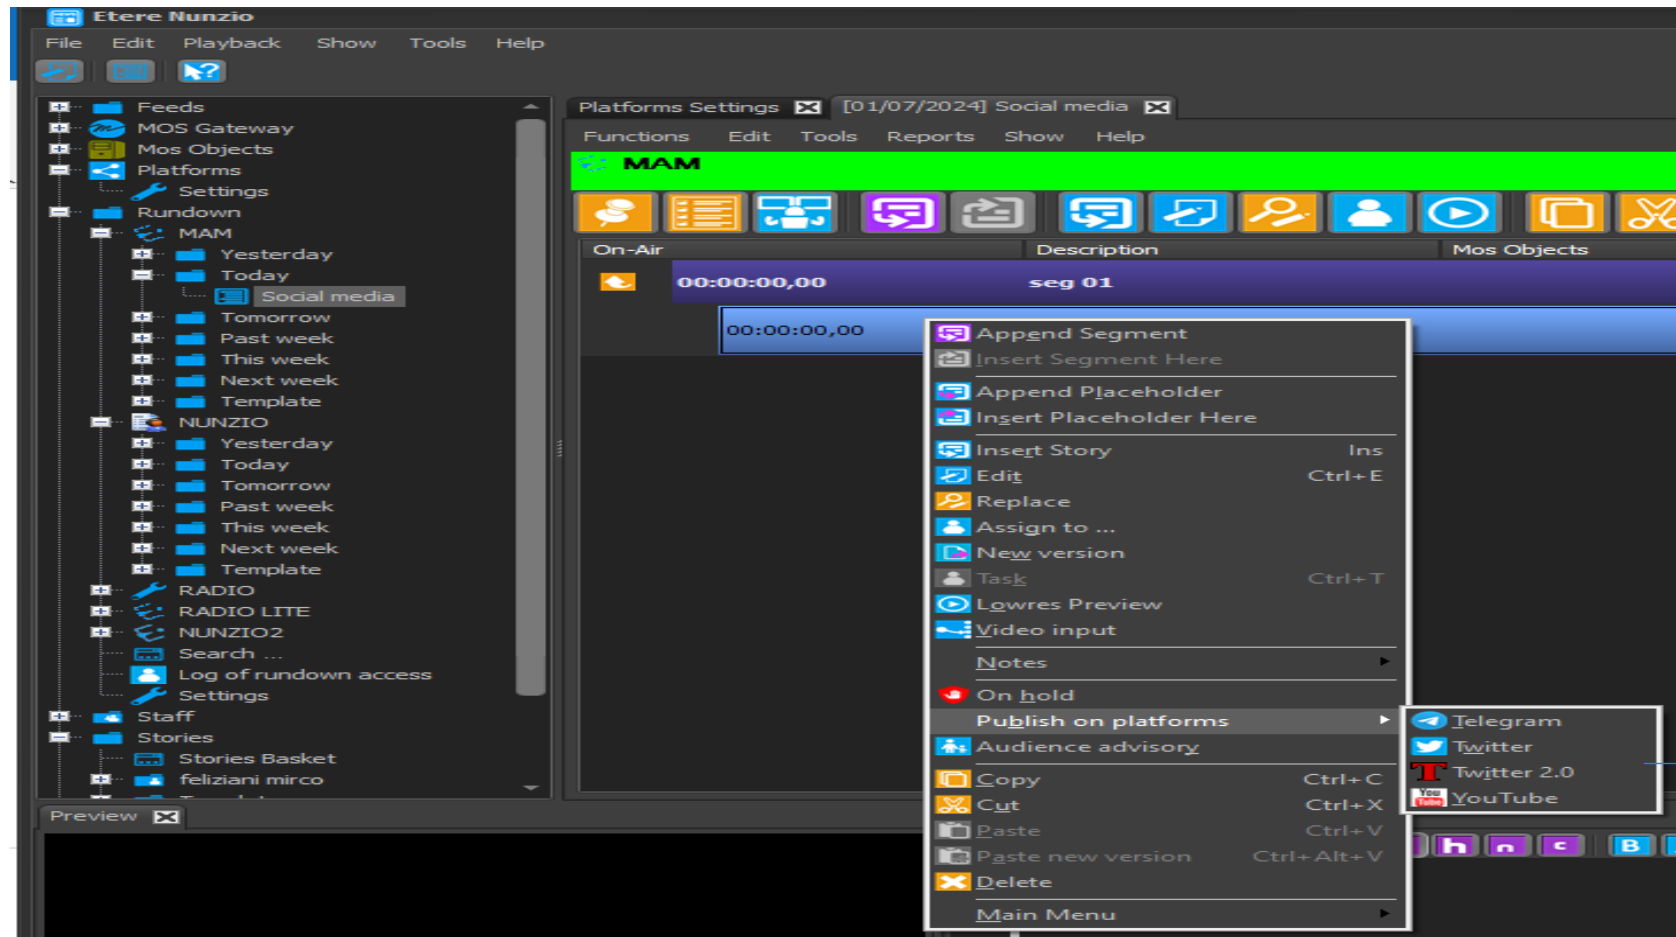 Etere Nunzio
File Edit Playback Show Tools Help
Feeds
MOS Gateway
Mos Objects
Platforms
Settings
Rundown
MAM
Yesterday
Today
Social media
Tomorrow
Past week
This week
Next week
Template
NUNZIO
Yesterday
Today
Tomorrow
Past week
This week
Next week
Template
RADIO
RADIO LITE
NUNZIO2
Search ...
Log of rundown access
Settings
Staff
Stories
Stories Basket
feliziani mirco
Platforms Settings [01/07/2024] Social media
Functions Edit Tools Reports Show Help
MAM
On-Air Description Mos Objects
00:00:00,00 seg 01
00:00:00,00
Append Segment
Insert Segment Here
Append Placeholder
Insert Placeholder Here
Insert Story Ins
Edit Ctrl+E
Replace
Assign to ...
New version
Task Ctrl+T
Lowres Preview
Video input
Notes
On hold
Publish on platforms
Audience advisory
Copy Ctrl+C
Cut Ctrl+X
Paste Ctrl+V
Paste new version Ctrl+Alt+V
Delete
Main Menu
Telegram
Twitter
T Twitter 2.0
You Tube YouTube
Preview
h n c B